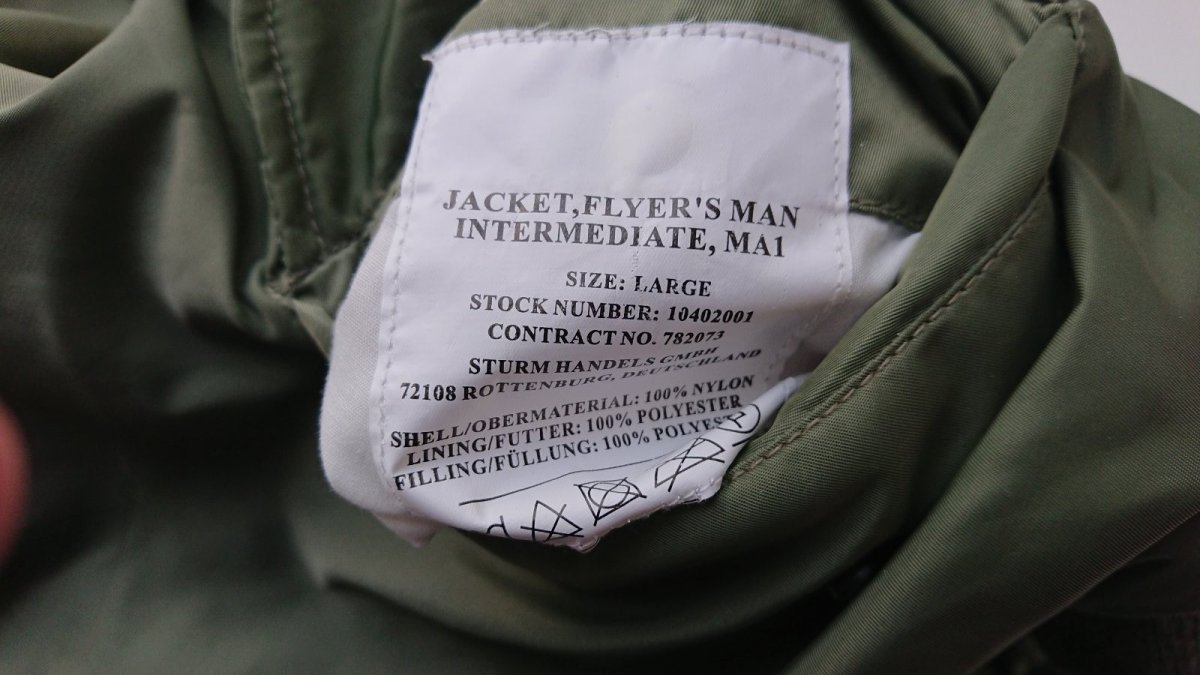 JACKET,FLYER'S MAN
INTERMEDIATE, MA1
SIZE: LARGE
STOCK NUMBER: 10402001
CONTRACT NO. 782073
STURM HANDELS GMBH
72108 ROTTENBURG, DEUTSCHLAND
SHELL/OBERMATERIAL: 100% NYLON
LINING/FUTTER: 100% POLYESTER
FILLING/FÜLLUNG: 100% POLYESTER